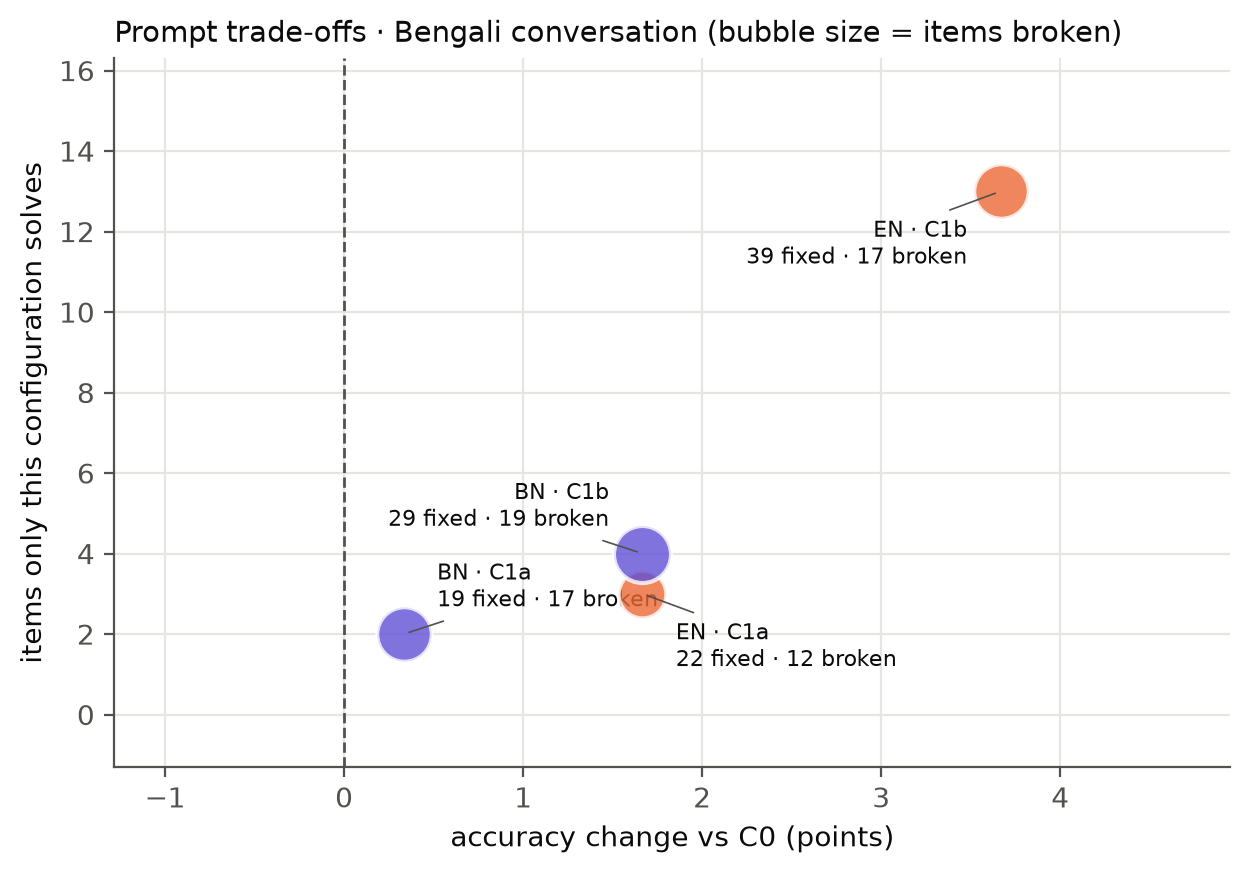 Prompt trade-offs · Bengali conversation (bubble size = items broken)
items only this configuration solves
16
14
12
10
8
6
4
2
0
EN · C1b
39 fixed · 17 broken
BN · C1b
29 fixed · 19 broken
BN · C1a
19 fixed · 17 broken
EN · C1a
22 fixed · 12 broken
−1
0
1
2
3
4
accuracy change vs C0 (points)